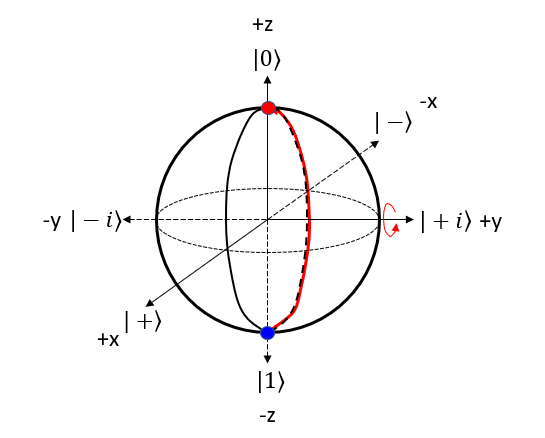 +z
|0⟩
|−⟩ -x
-y |−i⟩
|+i⟩ +y
|+⟩
+x
|1⟩
-z